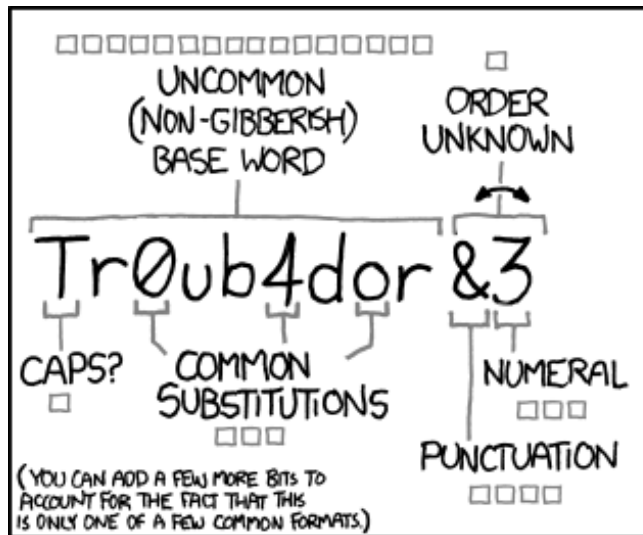 UNCOMMON
(NON-GIBBERISH)
BASE WORD
ORDER
UNKNOWN
Tr0ub4dor &3
CAPS?
COMMON
SUBSTITUTIONS
NUMERAL
PUNCTUATION
(YOU CAN ADD A FEW MORE BITS TO
ACCOUNT FOR THE FACT THAT THIS
IS ONLY ONE OF A FEW COMMON FORMATS.)